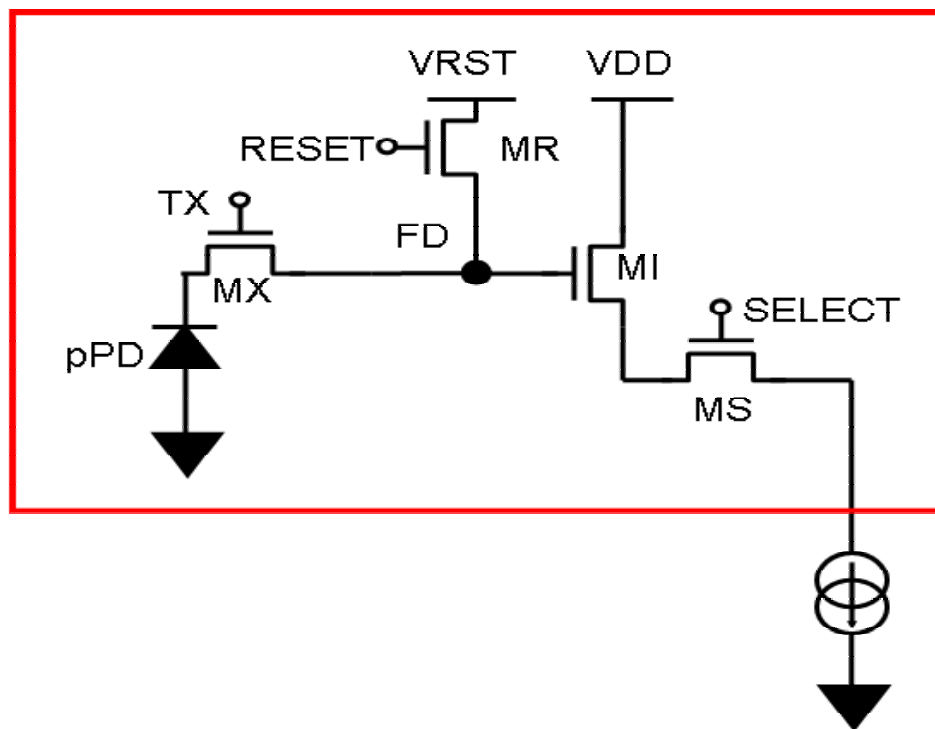 VRST
VDD
RESET
MR
TX
FD
MI
MX
SELECT
pPD
MS